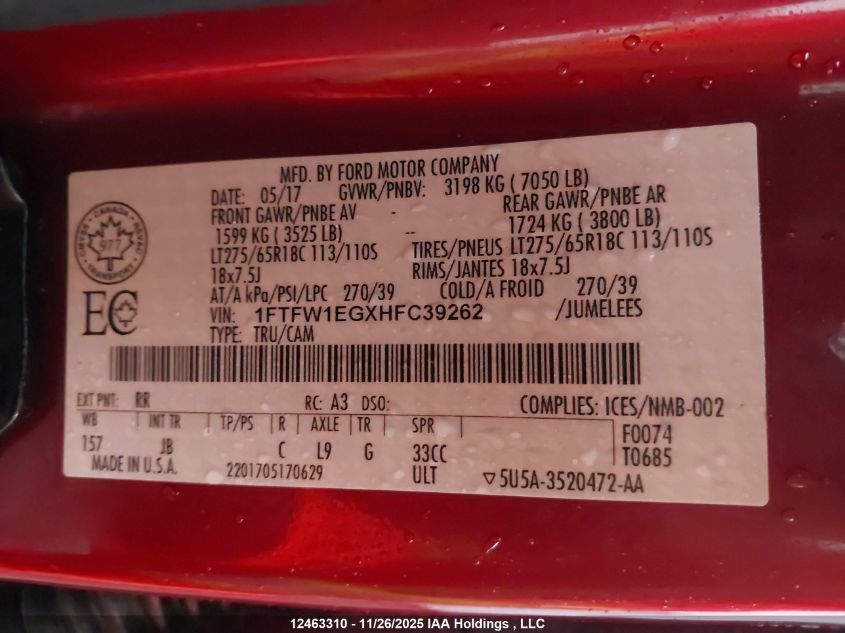 MFD. BY FORD MOTOR COMPANY
DATE: 05/17 GVWR/PNBV: 3198 KG ( 7050 LB)
FRONT GAWR/PNBE AV - REAR GAWR/PNBE AR
1599 KG ( 3525 LB) -- 1724 KG ( 3800 LB)
LT275/65R18C 113/110S TIRES/PNEUS LT275/65R18C 113/110S
18x7.5J RIMS/JANTES 18x7.5J
AT/A kPa/PSI/LPC 270/39 COLD/A FROID 270/39
VIN: 1FTFW1EGXHFC39262 /JUMELEES
TYPE: TRU/CAM
CANADA
977
TRANSPORT
EC
EXT PNT: RR RC: A3 DSO: COMPLIES: ICES/NMB-002
WB INT TR TP/PS R AXLE TR SPR F0074
157 JB C L9 G 33CC T0685
MADE IN U.S.A. 2201705170629 ULT ▽5U5A-3520472-AA
12463310 - 11/26/2025 IAA Holdings , LLC